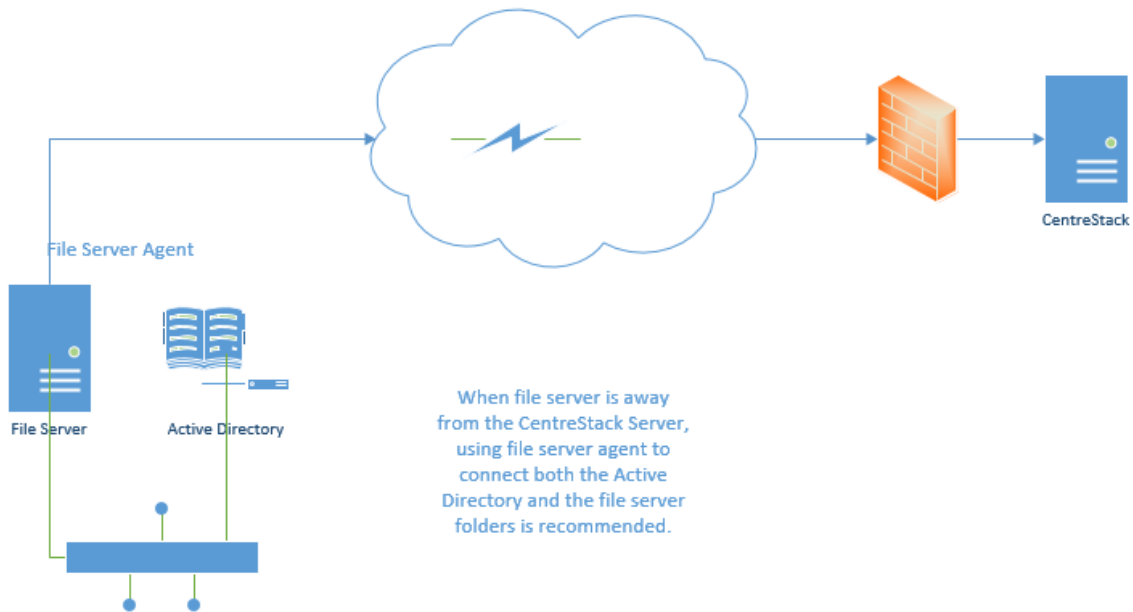 CentreStack
File Server Agent
File Server
Active Directory
When file server is away
from the CentreStack Server,
using file server agent to
connect both the Active
Directory and the file server
folders is recommended.